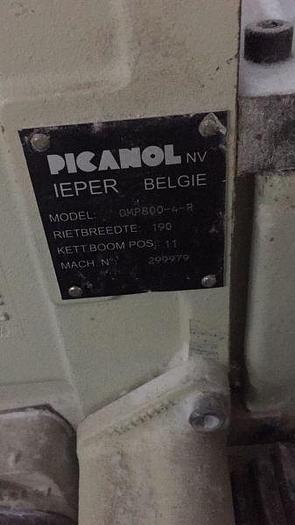 PICANOL NV
IEPER BELGIE
MODEL: OMP800-4-R
RIETBREEDTE: 190
KETTBOOM POS. 11
MACH. N° 299979